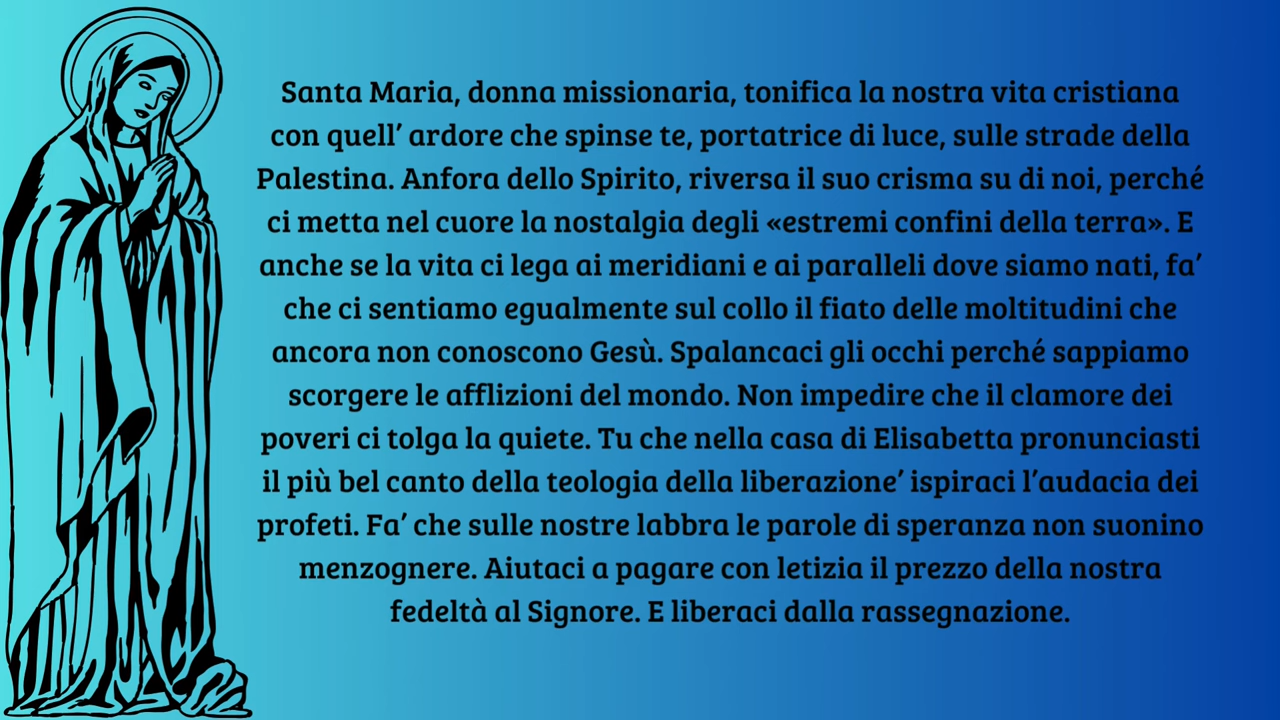 Santa Maria, donna missionaria, tonifica la nostra vita cristiana
con quell’ ardore che spinse te, portatrice di luce, sulle strade della
Palestina. Anfora dello Spirito, riversa il suo crisma su di noi, perché
ci metta nel cuore la nostalgia degli «estremi confini della terra». E
anche se la vita ci lega ai meridiani e ai paralleli dove siamo nati, fa’
che ci sentiamo egualmente sul collo il fiato delle moltitudini che
ancora non conoscono Gesù. Spalancaci gli occhi perché sappiamo
scorgere le afflizioni del mondo. Non impedire che il clamore dei
poveri ci tolga la quiete. Tu che nella casa di Elisabetta pronunciasti
il più bel canto della teologia della liberazione’ ispiraci l’audacia dei
profeti. Fa’ che sulle nostre labbra le parole di speranza non suonino
menzognere. Aiutaci a pagare con letizia il prezzo della nostra
fedeltà al Signore. E liberaci dalla rassegnazione.